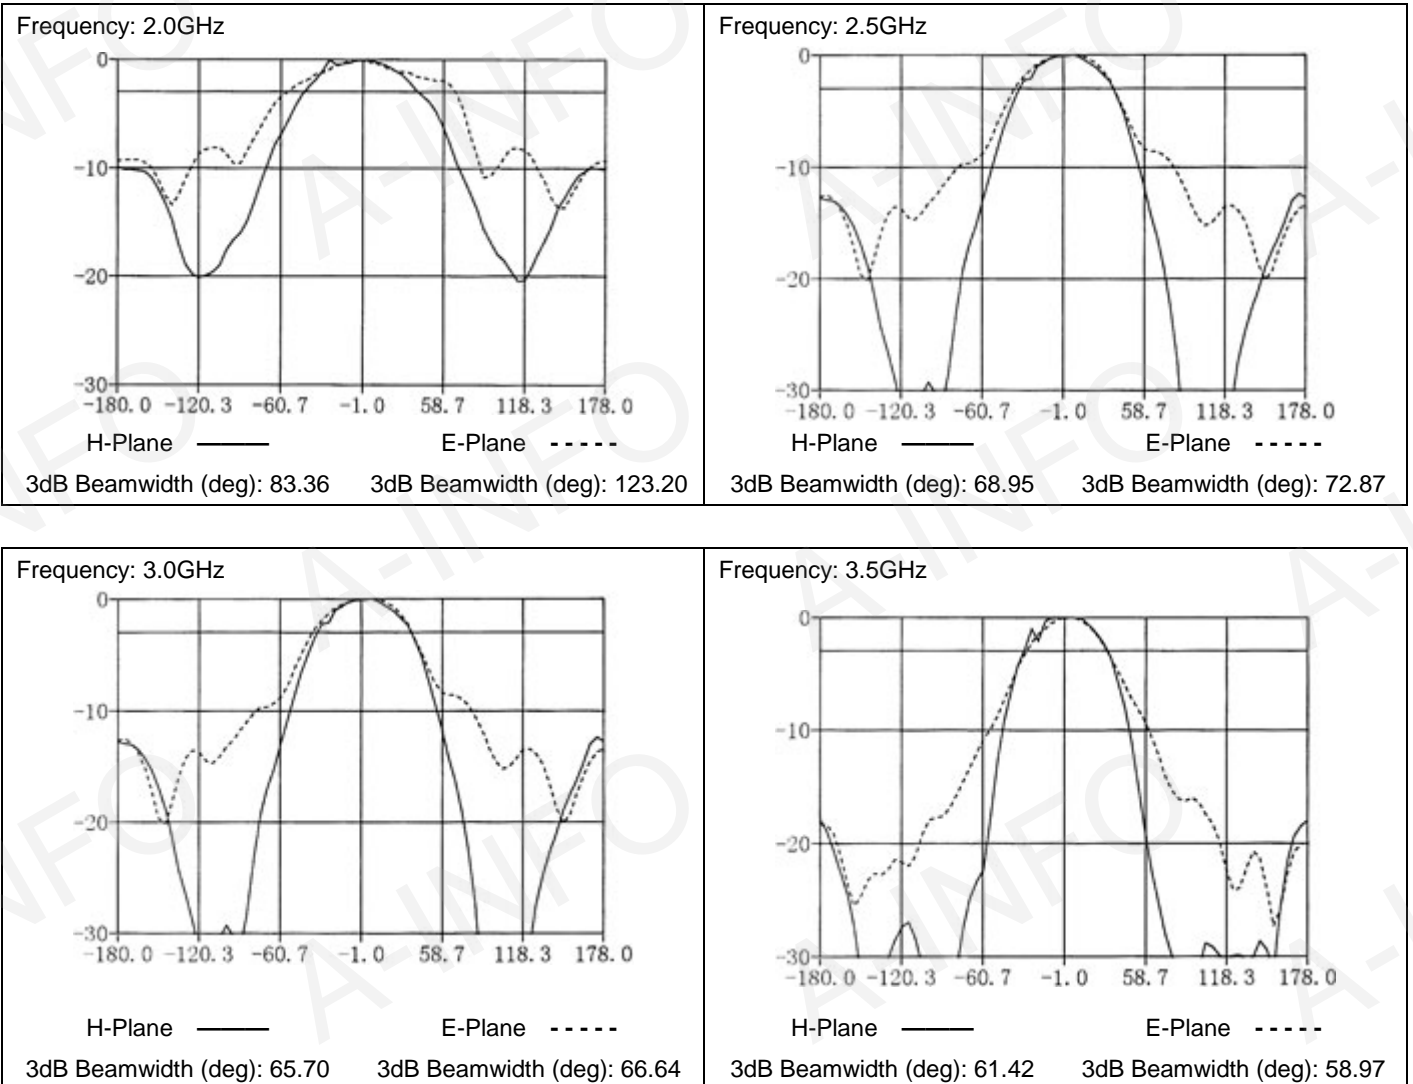 Frequency: 2.0GHz
0
-10
-20
-30
-180.0 -120.3 -60.7 -1.0 58.7 118.3 178.0
H-Plane E-Plane
3dB Beamwidth (deg): 83.36 3dB Beamwidth (deg): 123.20
Frequency: 2.5GHz
0
-10
-20
-30
-180.0 -120.3 -60.7 -1.0 58.7 118.3 178.0
H-Plane E-Plane
3dB Beamwidth (deg): 68.95 3dB Beamwidth (deg): 72.87
Frequency: 3.0GHz
0
-10
-20
-30
-180.0 -120.3 -60.7 -1.0 58.7 118.3 178.0
H-Plane E-Plane
3dB Beamwidth (deg): 65.70 3dB Beamwidth (deg): 66.64
Frequency: 3.5GHz
0
-10
-20
-30
-180.0 -120.3 -60.7 -1.0 58.7 118.3 178.0
H-Plane E-Plane
3dB Beamwidth (deg): 61.42 3dB Beamwidth (deg): 58.97
A-INFO